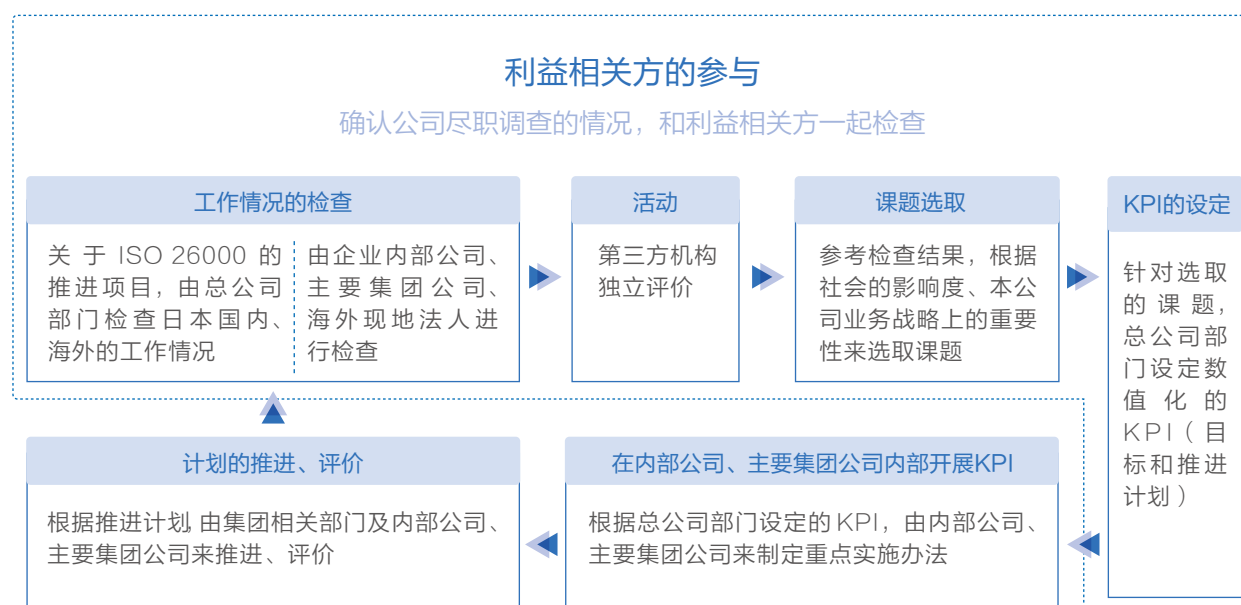 利益相关方的参与
确认公司尽职调查的情况，和利益相关方一起检查
工作情况的检查
关于 ISO 26000 的
推进项目，由总公司
部门检查日本国内、
海外的工作情况
由企业内部公司、
主要集团公司、
海外现地法人进
行检查
活动
第三方机构
独立评价
课题选取
参考检查结果，根据
社会的影响度、本公
司业务战略上的重要
性来选取课题
KPI的设定
针对选取
的课题，
总公司部
门设定数
值化的
KPI（目
标和推进
计划）
在内部公司、主要集团公司内部开展KPI
根据总公司部门设定的 KPI，由内部公司、
主要集团公司来制定重点实施办法
计划的推进、评价
根据推进计划,由集团相关部门及内部公司、
主要集团公司来推进、评价